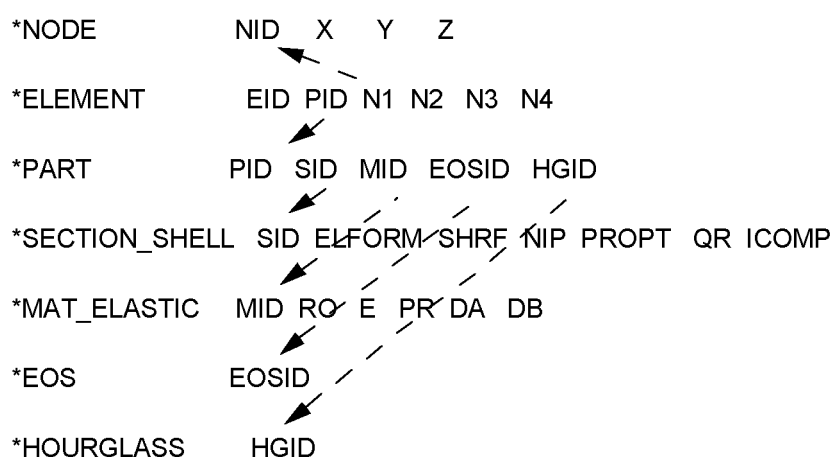 *NODE NID X Y Z
*ELEMENT EID PID N1 N2 N3 N4
*PART PID SID MID EOSID HGID
*SECTION_SHELL SID ELFORM SHRF NIP PROPT QR ICOMP
*MAT_ELASTIC MID RO E PR DA DB
*EOS EOSID
*HOURGLASS HGID